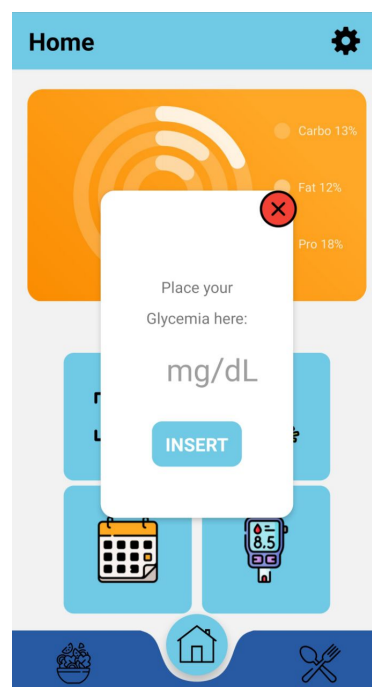 Home
Carbo 13%
Fat 12%
Pro 18%
Place your
Glycemia here:
mg/dL
INSERT
8.5